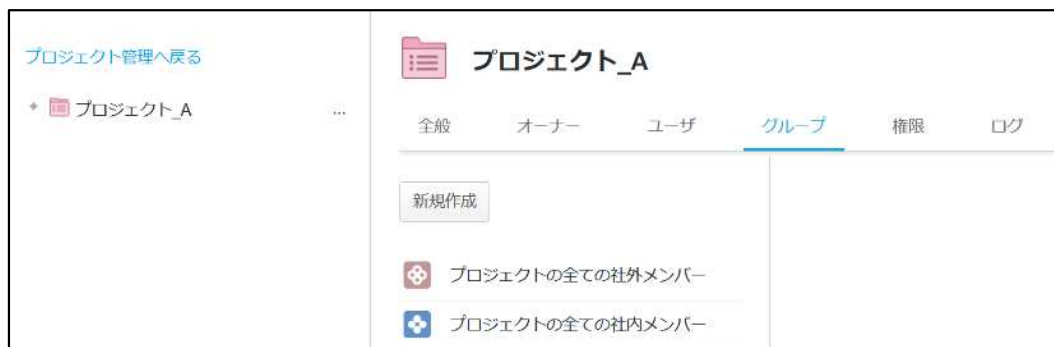 プロジェクト管理へ戻る
プロジェクト_A
...
プロジェクト_A
全般 オーナー ユーザ グループ 権限 ログ
新規作成
プロジェクトの全ての社外メンバー
プロジェクトの全ての社内メンバー